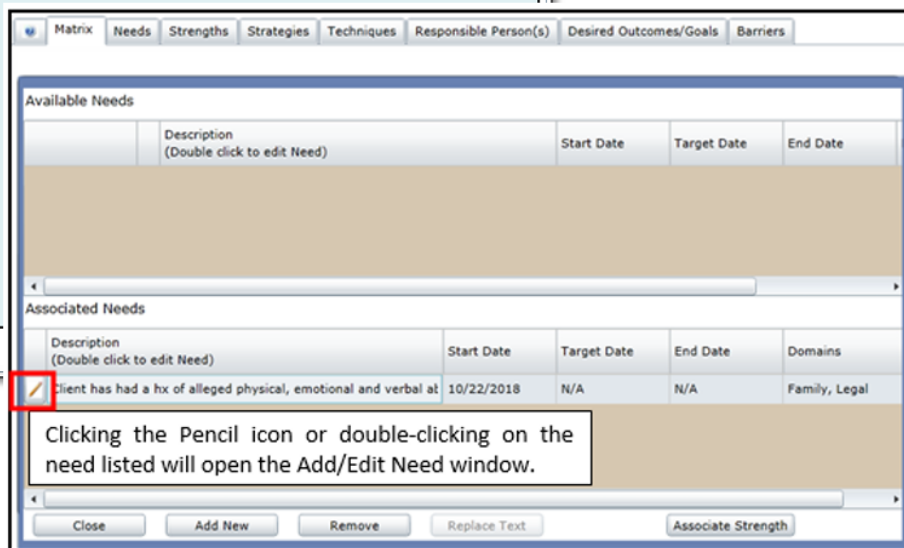 Matrix Needs Strengths Strategies Techniques Responsible Person(s) Desired Outcomes/Goals Barriers
Available Needs
Description
(Double click to edit Need)
Start Date Target Date End Date
Associated Needs
Description
(Double click to edit Need)
Start Date Target Date End Date Domains
Client has had a hx of alleged physical, emotional and verbal ab 10/22/2018 N/A N/A Family, Legal
Clicking the Pencil icon or double-clicking on the
need listed will open the Add/Edit Need window.
Close Add New Remove Replace Text Associate Strength